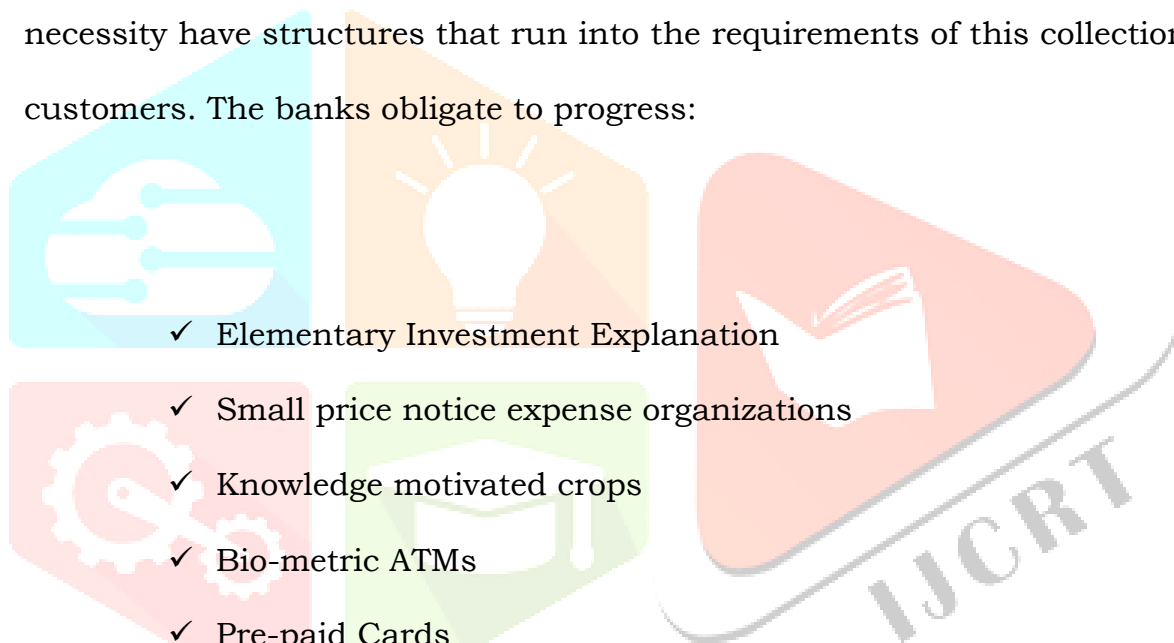 necessity have structures that run into the requirements of this collection
customers. The banks obligate to progress:
✓ Elementary Investment Explanation
✓ Small price notice expense organizations
✓ Knowledge motivated crops
✓ Bio-metric ATMs
✓ Pre-paid Cards
IJCRT